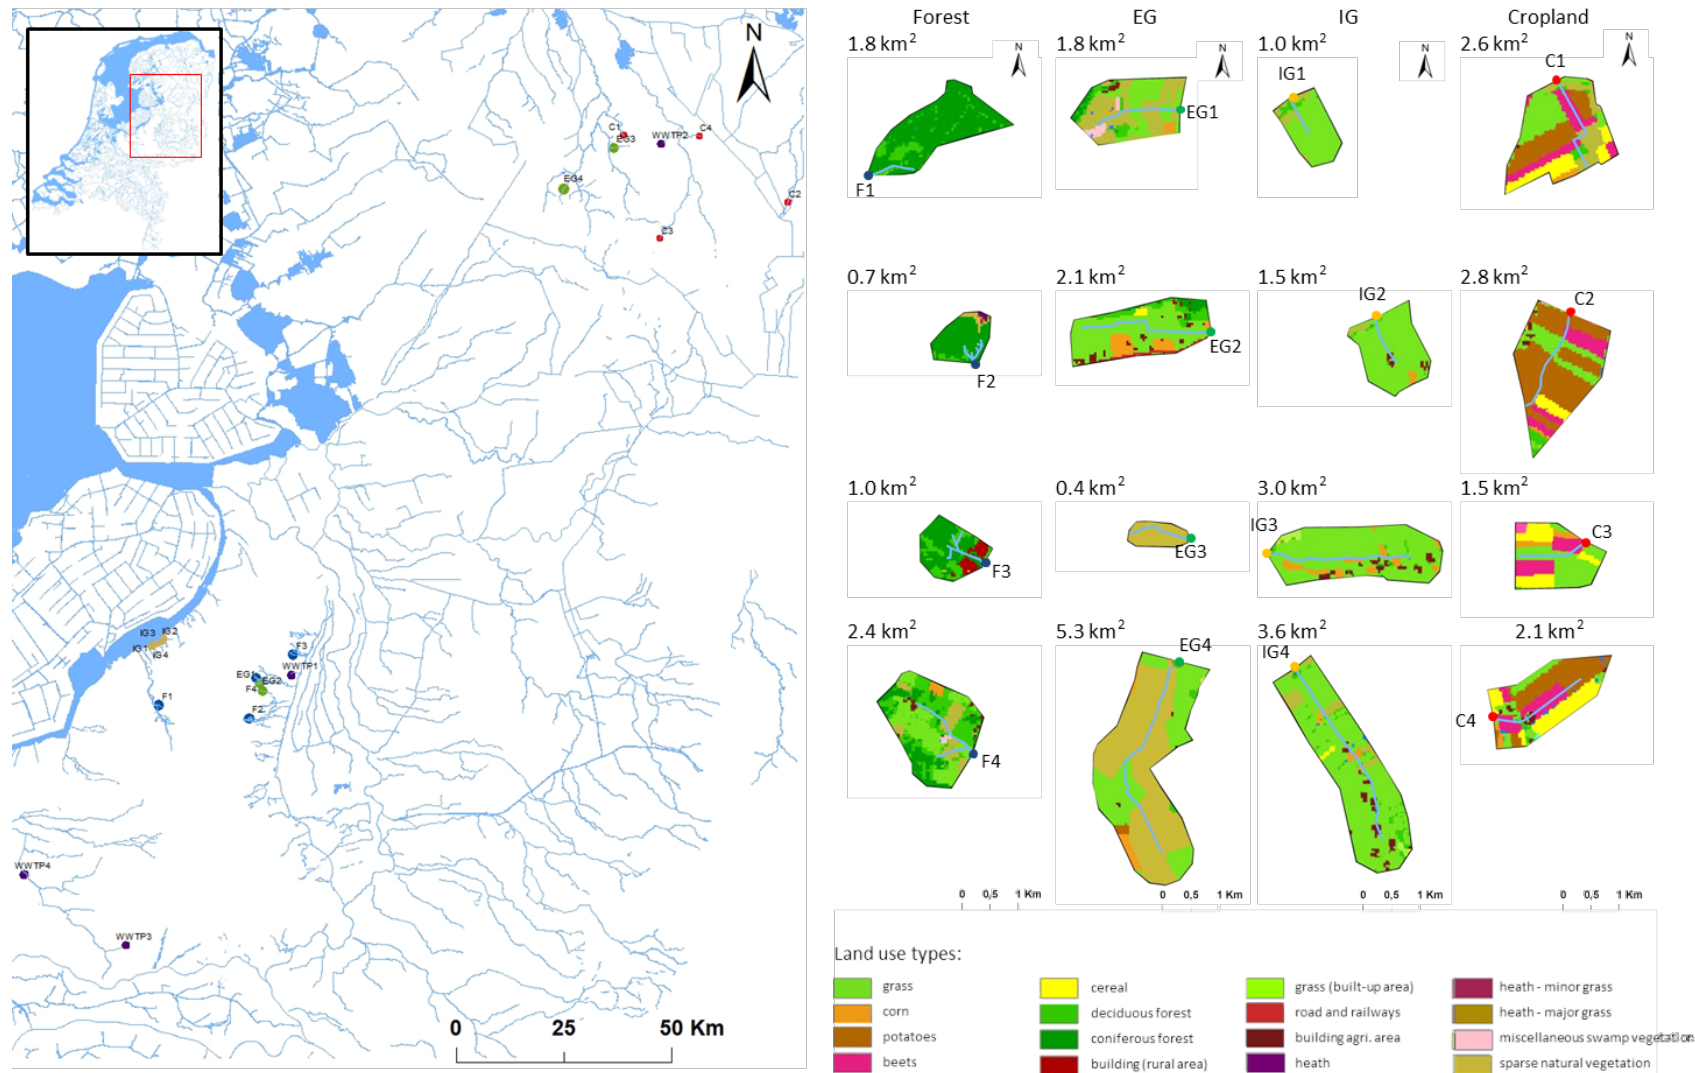 N
C1
EG3
WWTP2
C4
EG4
C2
C3
IG3
IG2
IG1
IG4
F3
WWTP1
EG1
EG2
F4
F1
F2
WWTP4
WWTP3
0 25 50 Km
Forest EG IG Cropland
1.8 km²
1.8 km²
1.0 km²
2.6 km²
N
N
N
N
F1
EG1
IG1
C1
0.7 km²
2.1 km²
1.5 km²
2.8 km²
F2
EG2
IG2
C2
1.0 km²
0.4 km²
3.0 km²
1.5 km²
F3
EG3
IG3
C3
2.4 km²
5.3 km²
3.6 km²
2.1 km²
F4
EG4
IG4
C4
0 0,5 1 Km
0 0,5 1 Km
0 0,5 1 Km
0 0,5 1 Km
Land use types:
grass
corn
potatoes
beets
cereal
deciduous forest
coniferous forest
building (rural area)
grass (built-up area)
road and railways
building agri. area
heath
heath - minor grass
heath - major grass
miscellaneous swamp vegetation
sparse natural vegetation